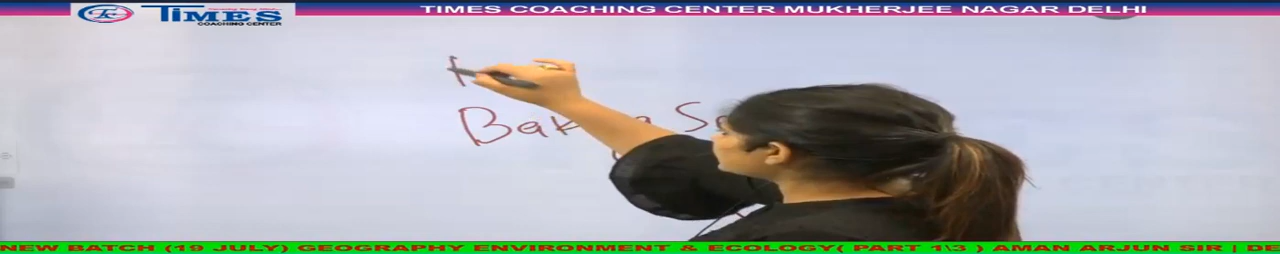 TIMES
COACHING CENTER
TIMES COACHING CENTER MUKHERJEE NAGAR DELHI
NEW BATCH (19 JULY) GEOGRAPHY ENVIRONMENT & ECOLOGY( PART 1\3 ) AMAN ARJUN SIR | DE